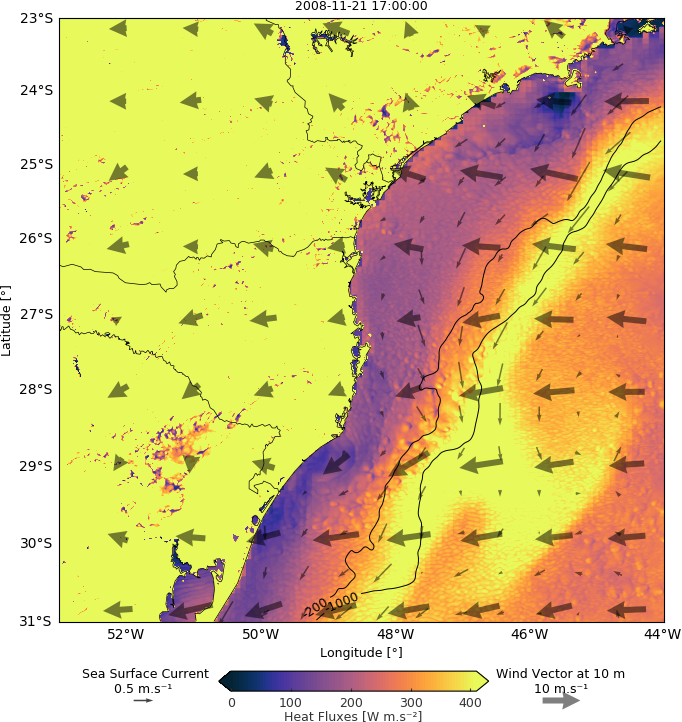 2008-11-21 17:00:00
23°S
24°S
25°S
26°S
27°S
28°S
29°S
30°S
31°S
Latitude [°]
-200
-1000
52°W 50°W 48°W 46°W 44°W
Longitude [°]
Sea Surface Current
0.5 m.s⁻¹
Wind Vector at 10 m
10 m.s⁻¹
0 100 200 300 400
Heat Fluxes [W m.s⁻²]